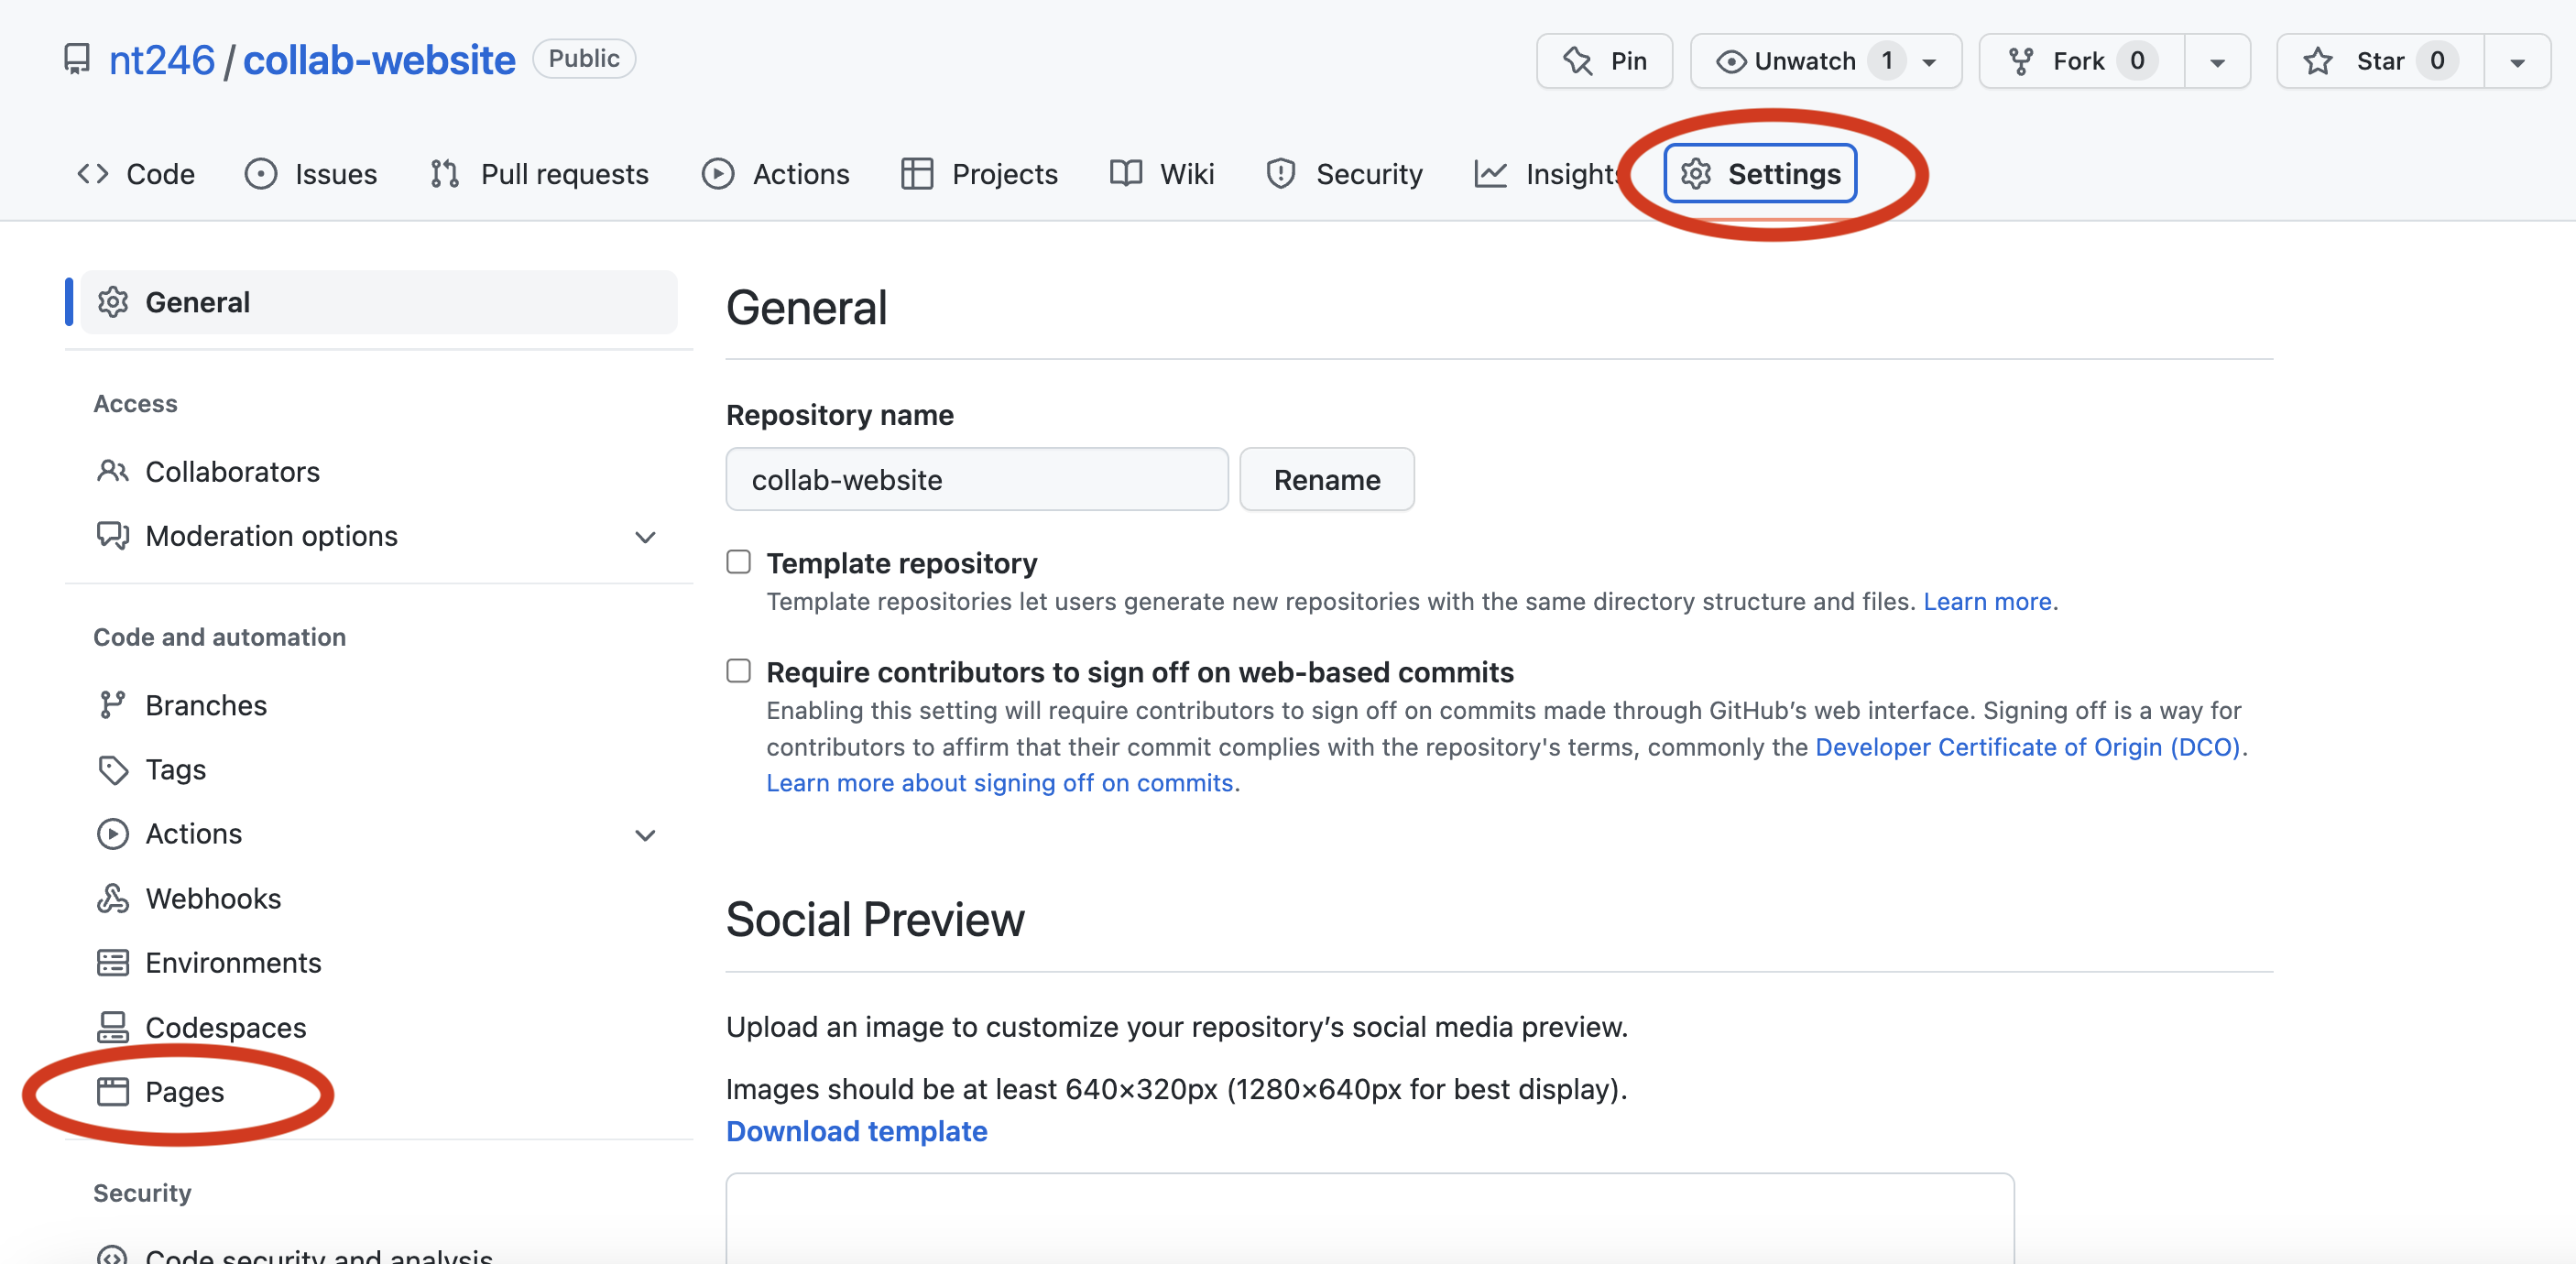 nt246 / collab-website Public
Pin
Unwatch 1
Fork 0
Star 0
Code
Issues
Pull requests
Actions
Projects
Wiki
Security
Insights
Settings
General
Access
Collaborators
Moderation options
Code and automation
Branches
Tags
Actions
Webhooks
Environments
Codespaces
Pages
Security
Code security and analysis
General
Repository name
collab-website
Rename
Template repository
Template repositories let users generate new repositories with the same directory structure and files. Learn more.
Require contributors to sign off on web-based commits
Enabling this setting will require contributors to sign off on commits made through GitHub’s web interface. Signing off is a way for
contributors to affirm that their commit complies with the repository's terms, commonly the Developer Certificate of Origin (DCO).
Learn more about signing off on commits.
Social Preview
Upload an image to customize your repository’s social media preview.
Images should be at least 640×320px (1280×640px for best display).
Download template